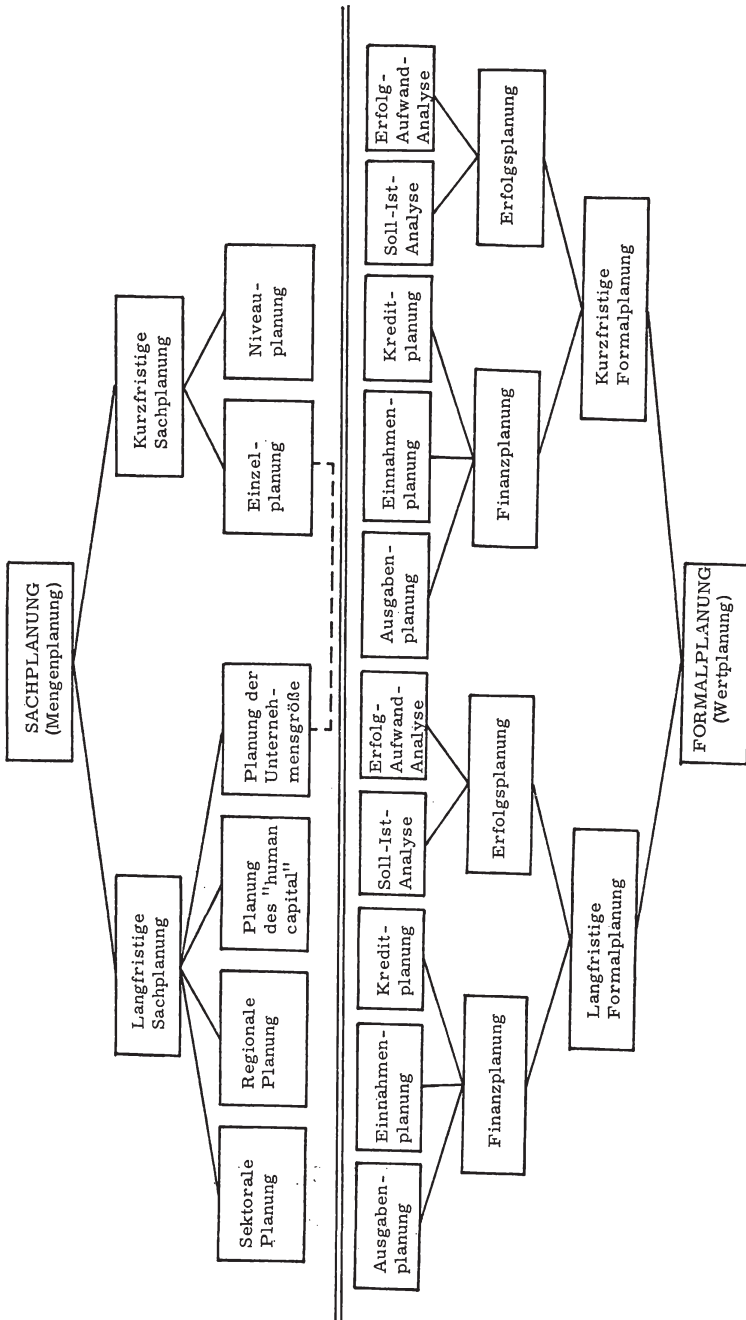 SACHPLANUNG
(Mengenplanung)
Langfristige
Sachplanung
Kurzfristige
Sachplanung
Sektorale
Planung
Regionale
Planung
Planung
des "human
capital"
Planung der
Unterneh-
mensgröße
Einzel-
planung
Niveau-
planung
Ausgaben-
planung
Einnahmen-
planung
Kredit-
planung
Soll-Ist-
Analyse
Erfolg-
Aufwand-
Analyse
Ausgaben-
planung
Einnahmen-
planung
Kredit-
planung
Soll-Ist-
Analyse
Erfolg-
Aufwand-
Analyse
Finanzplanung
Erfolgsplanung
Finanzplanung
Erfolgsplanung
Langfristige
Formalplanung
Kurzfristige
Formalplanung
FORMALPLANUNG
(Wertplanung)